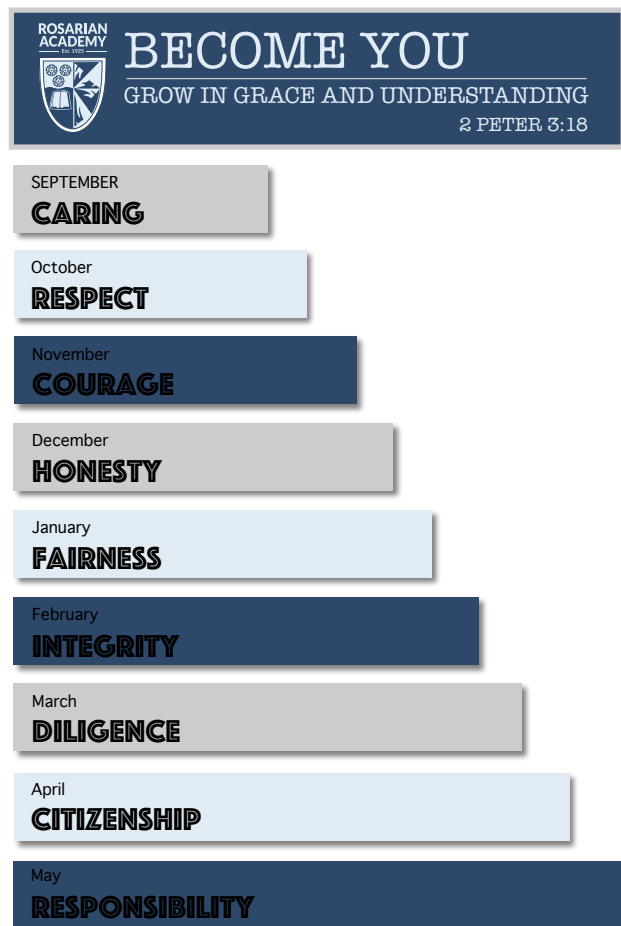 ROSARIAN
ACADEMY
Est. 1925
BECOME YOU
GROW IN GRACE AND UNDERSTANDING
2 PETER 3:18
SEPTEMBER
CARING
October
RESPECT
November
COURAGE
December
HONESTY
January
FAIRNESS
February
INTEGRITY
March
DILIGENCE
April
CITIZENSHIP
May
RESPONSIBILITY